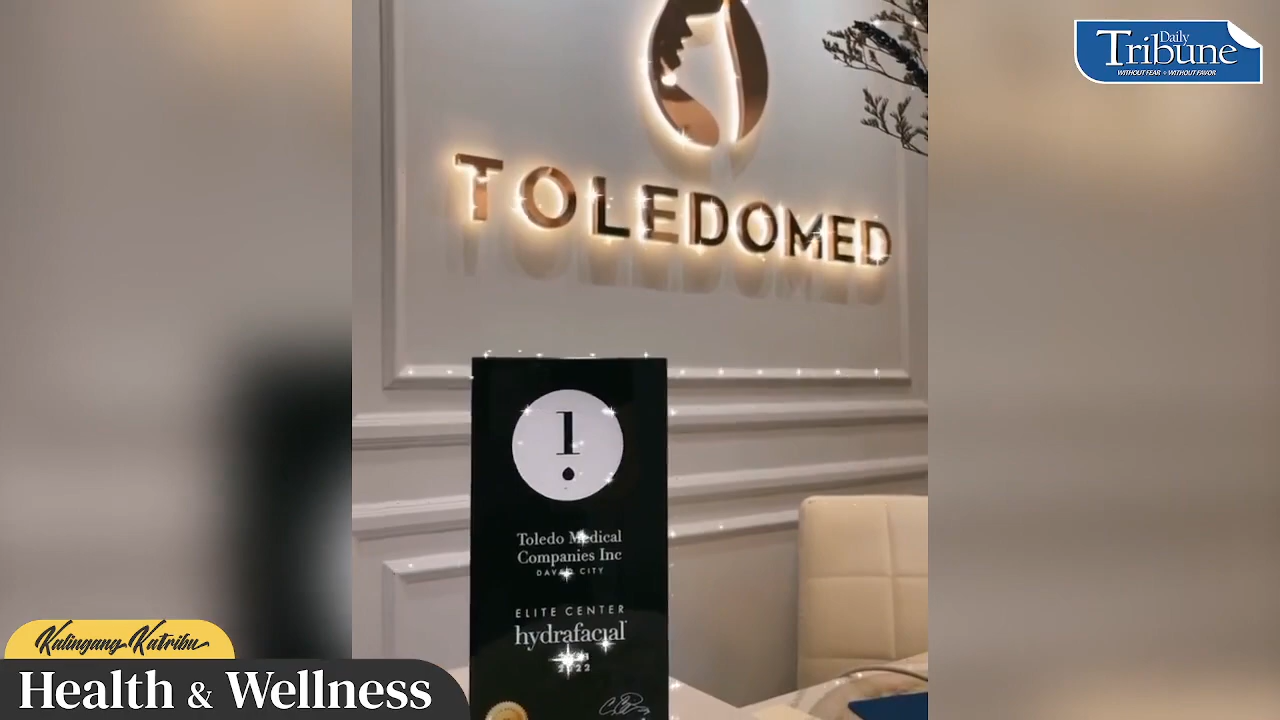 Daily
Tribune
WITHOUT FEAR WITHOUT FAVOR
TOLEDOMED
1
Toledo Medical
Companies Inc
DAVAO CITY
ELITE CENTER
hydrafacial
2022
Kalingang Katribu
Health & Wellness